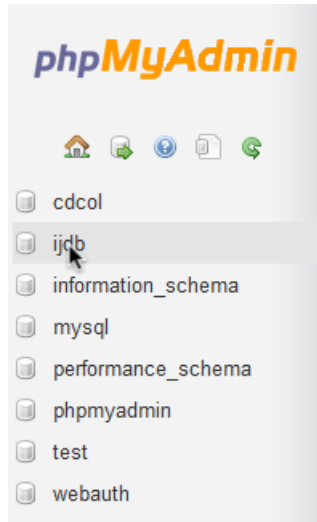 phpMyAdmin
cdcol
ijdb
information_schema
mysql
performance_schema
phpmyadmin
test
webauth